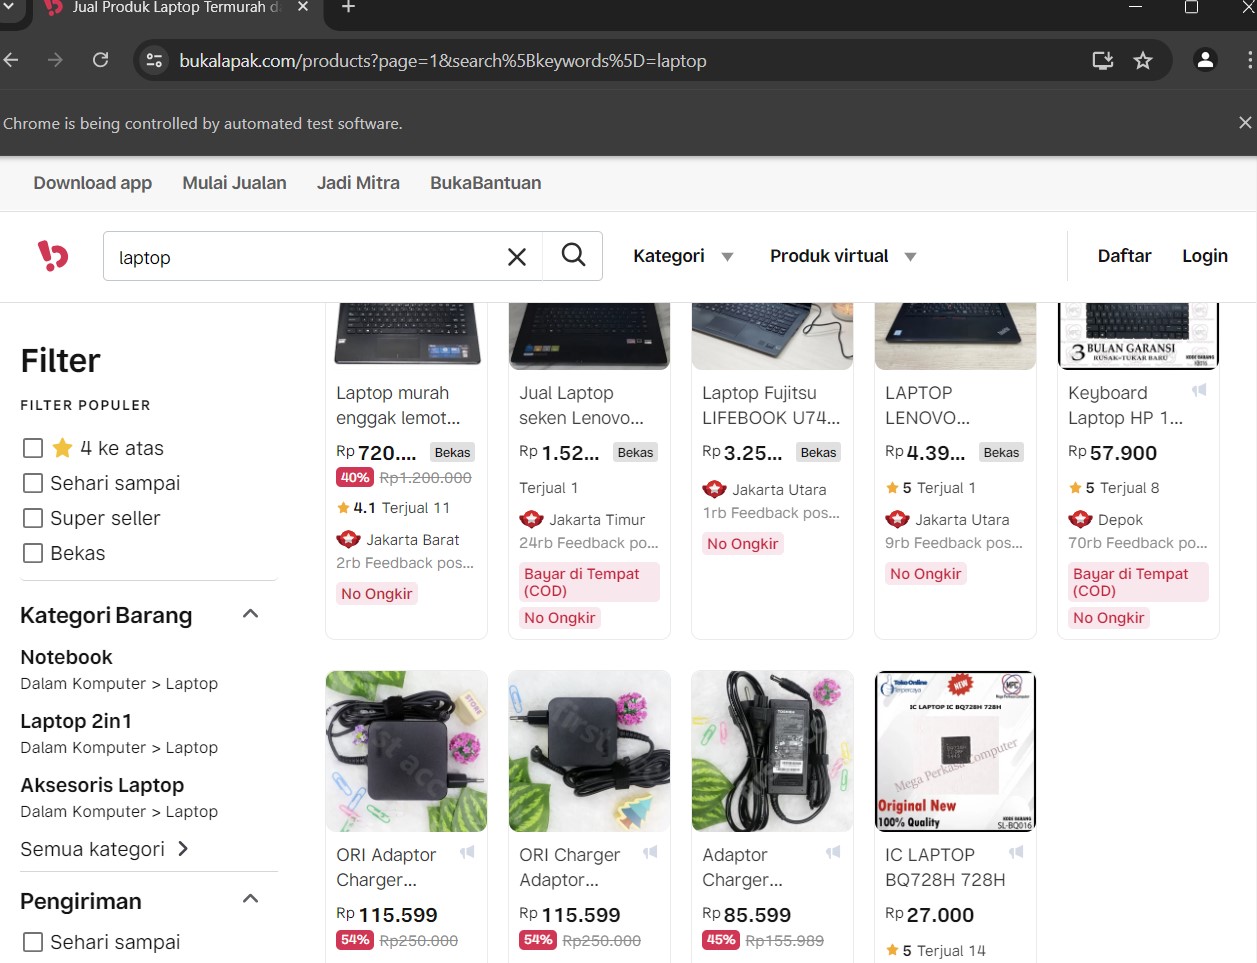 Jual Produk Laptop Termurah da
bukalapak.com/products?page=1&search%5Bkeywords%5D=laptop
Chrome is being controlled by automated test software.
Download app Mulai Jualan Jadi Mitra BukaBantuan
laptop
Kategori Produk virtual Daftar Login
Filter
FILTER POPULER
4 ke atas
Sehari sampai
Super seller
Bekas
Kategori Barang
Notebook
Dalam Komputer > Laptop
Laptop 2in1
Dalam Komputer > Laptop
Aksesoris Laptop
Dalam Komputer > Laptop
Semua kategori
Pengiriman
Sehari sampai
Laptop murah
enggak lemot...
Rp 720.... Bekas
40% Rp1.200.000
4.1 Terjual 11
Jakarta Barat
2rb Feedback pos...
No Ongkir
Jual Laptop
seken Lenovo...
Rp 1.52... Bekas
Terjual 1
Jakarta Timur
24rb Feedback po...
Bayar di Tempat
(COD)
No Ongkir
Laptop Fujitsu
LIFEBOOK U74...
Rp 3.25... Bekas
Jakarta Utara
1rb Feedback pos...
No Ongkir
LAPTOP
LENOVO...
Rp 4.39... Bekas
5 Terjual 1
Jakarta Utara
9rb Feedback pos...
No Ongkir
3 BULAN GARANSI
RUSAK=TUKAR BARU
KODE BARANG
Keyboard
Laptop HP 1...
Rp 57.900
5 Terjual 8
Depok
70rb Feedback po...
Bayar di Tempat
(COD)
No Ongkir
ORI Adaptor
Charger...
Rp 115.599
54% Rp250.000
ORI Charger
Adaptor...
Rp 115.599
54% Rp250.000
Adaptor
Charger...
Rp 85.599
45% Rp155.989
Toko Online
Terpercaya
NEW
MPC
IC LAPTOP IC BQ728H 728H
Mega Perkasa Computer
Original New
100% Quality
KODE BARANG
SL-BQ016
IC LAPTOP
BQ728H 728H
Rp 27.000
5 Terjual 14